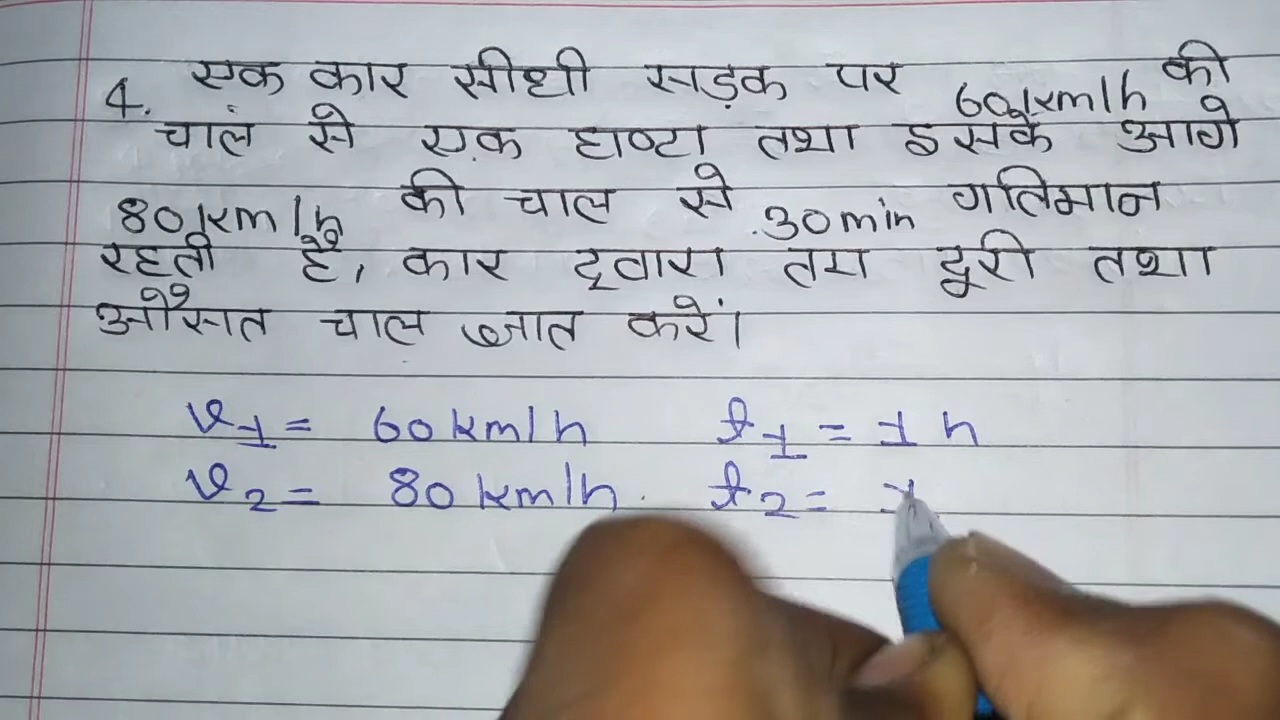 4. एक कार सीधी सड़क पर 60 km/h की
चाल से एक घण्टा तथा इसके आगे
80 km/h की चाल से 30 min गतिमान
रहती है, कार द्वारा तय दूरी तथा
औसत चाल ज्ञात करें।
v₁ = 60 km/h t₁ = 1 h
v₂ = 80 km/h. t₂ =